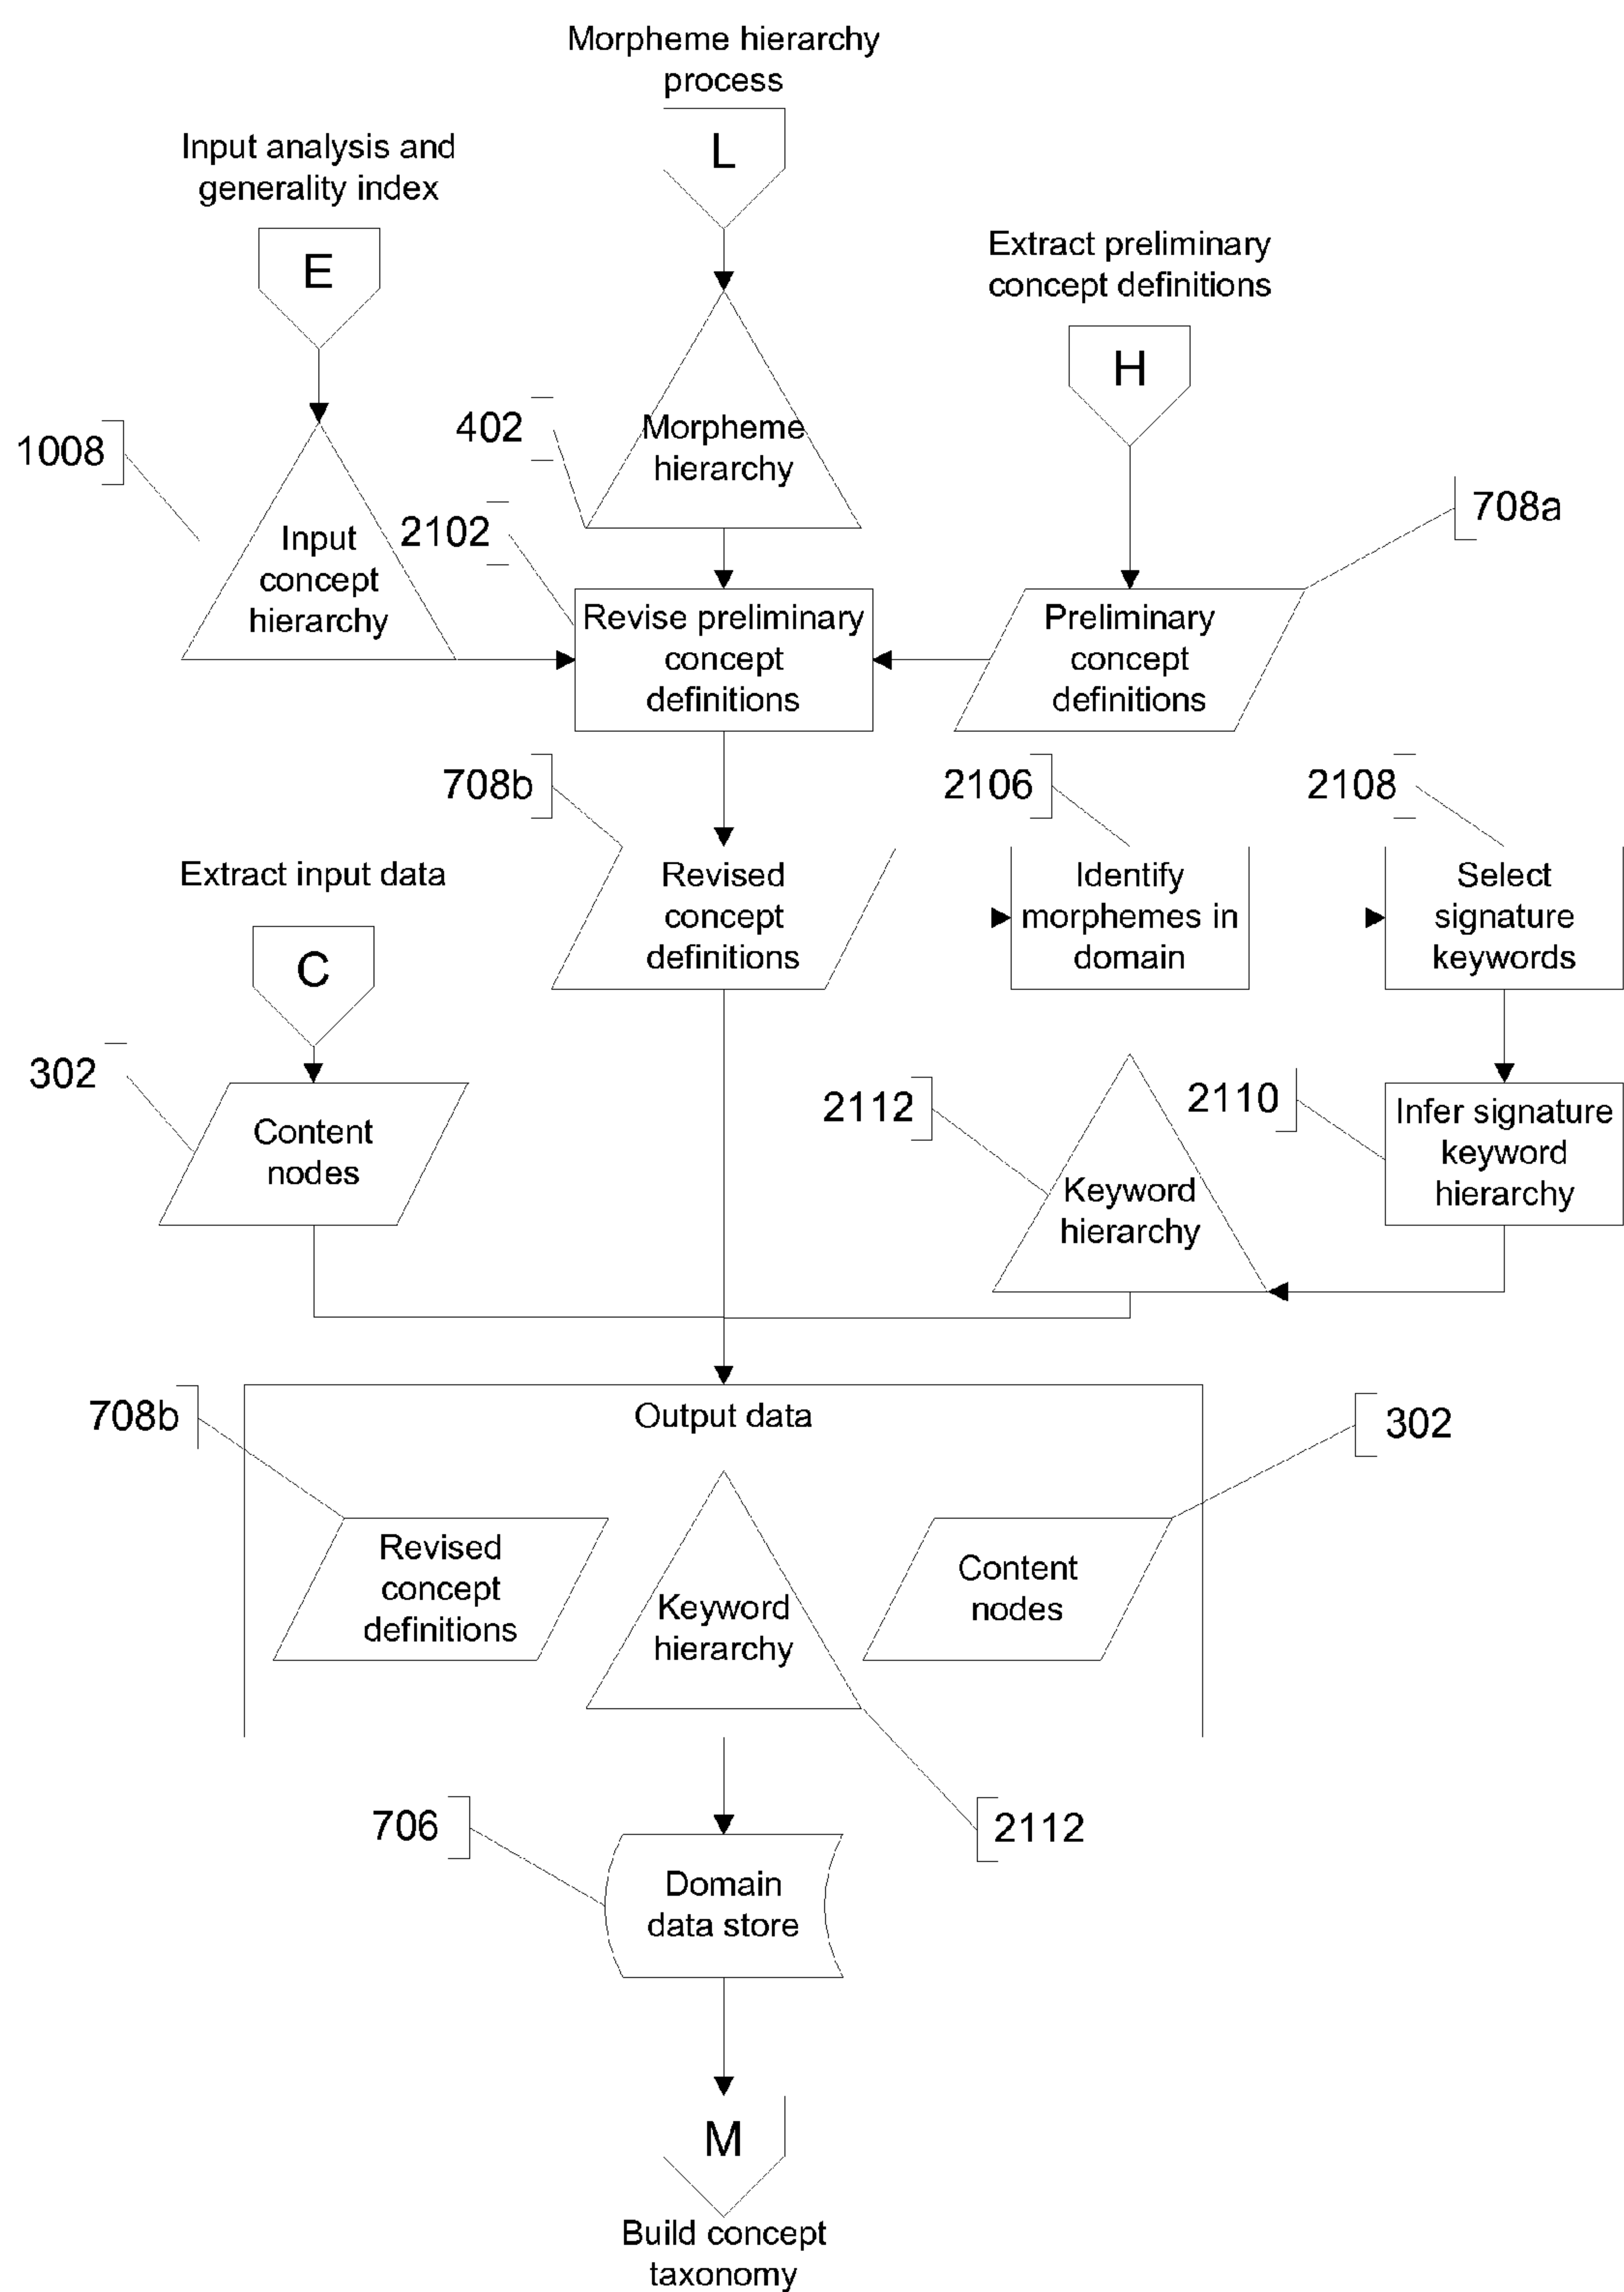 Morpheme hierarchy
process
L
Input analysis and
generality index
E
Extract preliminary
concept definitions
H
1008
402
Morpheme
hierarchy
708a
2102
Input
concept
hierarchy
Revise preliminary
concept
definitions
Preliminary
concept
definitions
708b
2106
2108
Extract input data
C
Revised
concept
definitions
Identify
morphemes in
domain
Select
signature
keywords
302
Content
nodes
2112
Keyword
hierarchy
2110
Infer signature
keyword
hierarchy
708b
Output data
302
Revised
concept
definitions
Keyword
hierarchy
Content
nodes
706
2112
Domain
data store
M
Build concept
taxonomy